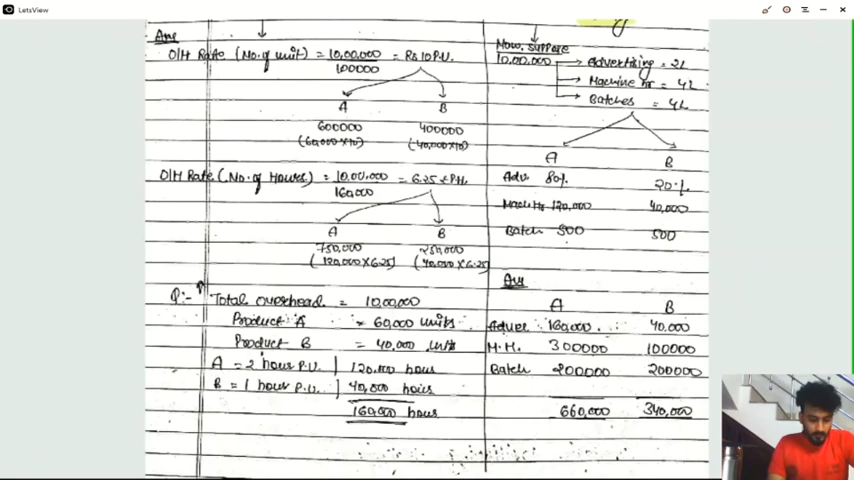 LetsView
Ans
O/H Rate (No. of unit) = 10,00,000 = Rs 10 P.U.
100000
A B
600000 400000
(60,000 x 10) (40,000 x 10)
O/H Rate (No. of Hours) = 10,00,000 = 6.25 P.H.
160,000
A B
750,000 250,000
(120,000 x 6.25) (40,000 x 6.25)
Q:- Total overhead = 10,00,000
Product A = 60,000 units
Product B = 40,000 units
A = 2 hour P.U. | 120,000 hour
B = 1 hour P.U. | 40,000 hours
160,000 hours
Now, suppose
10,00,000 → Advertising = 2L
→ Machine hr = 4L
→ Batches = 4L
A B
Adv. 80% 20%
Mach Hr 120,000 40,000
Batch 500 500
Ans
A B
Adver 160,000 40,000
M.H. 300000 100000
Batch 200000 200000
660,000 340,000